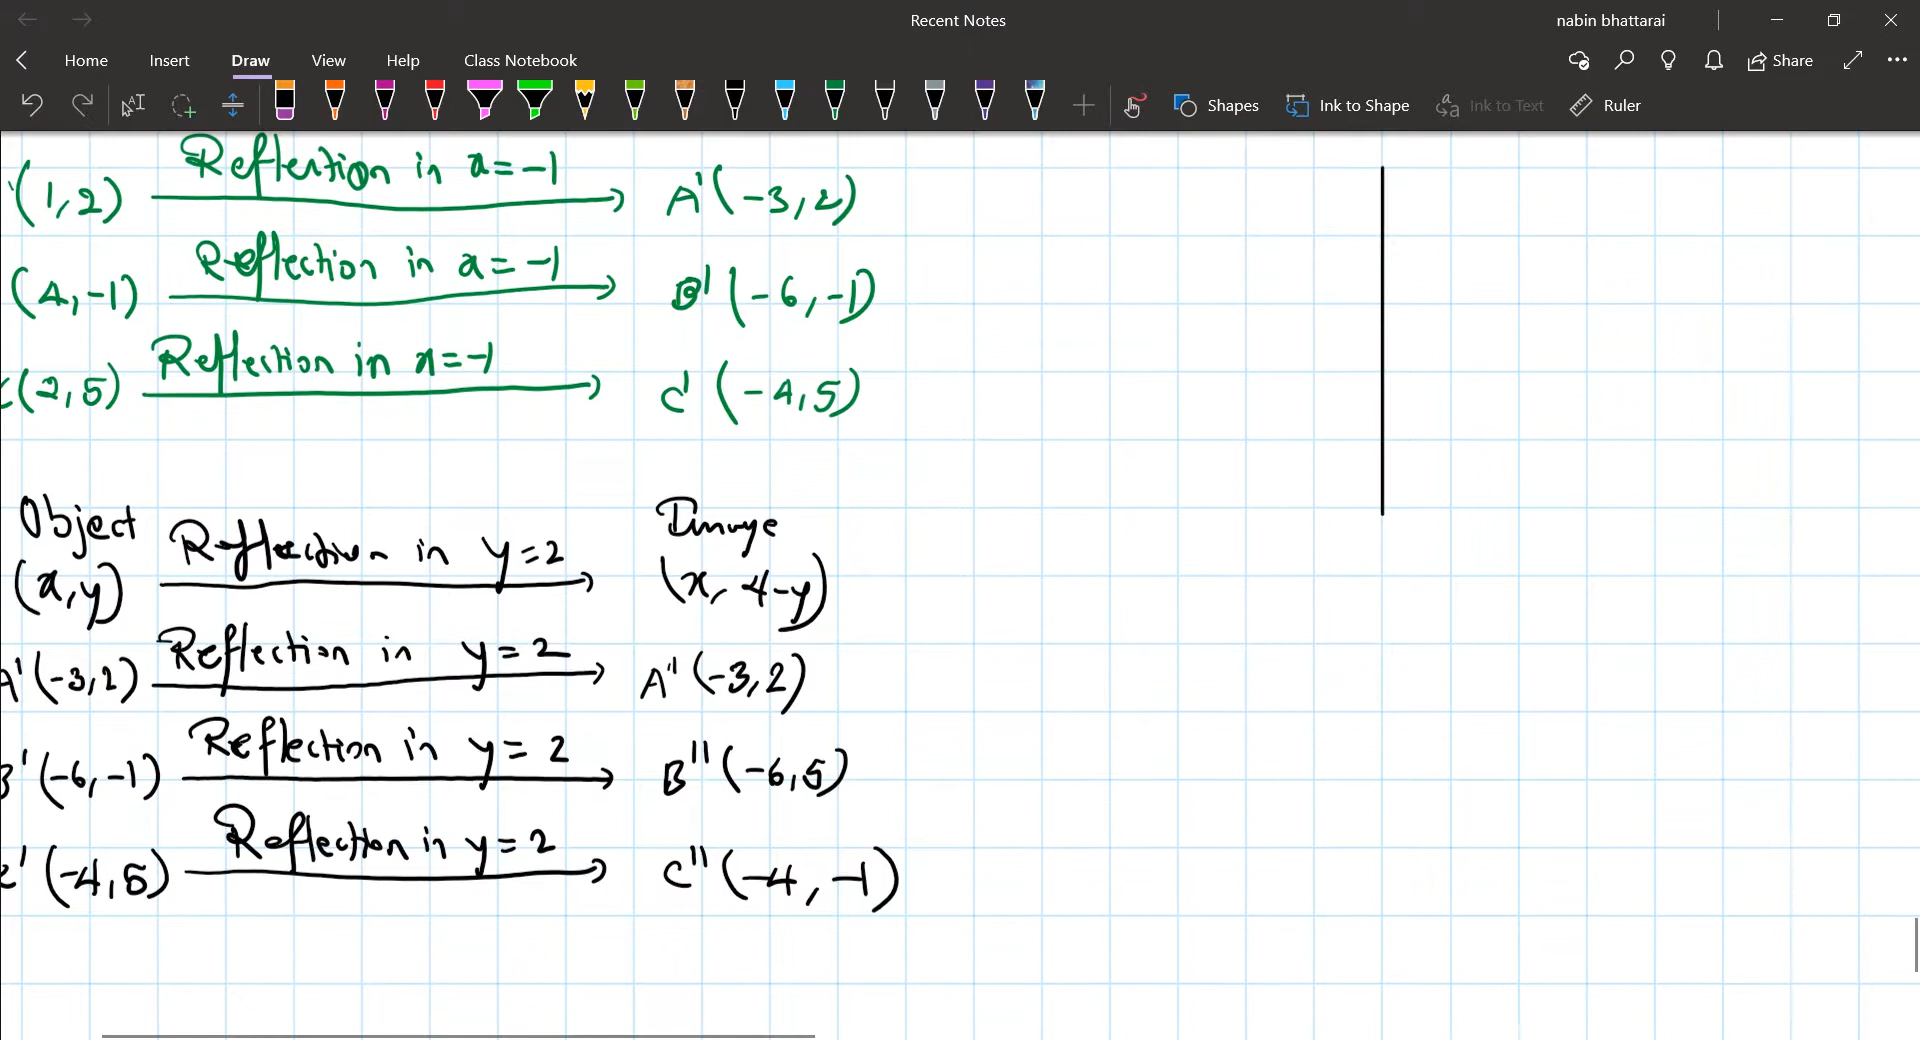 Recent Notes
nabin bhattarai
Home Insert Draw View Help Class Notebook
Share
Shapes Ink to Shape Ink to Text Ruler
(1,2) Reflection in x=-1 A'(-3,2)
(4,-1) Reflection in x=-1 B'(-6,-1)
C(2,5) Reflection in x=-1 C'(-4,5)
Object Image
(x,y) Reflection in y=2 (x, 4-y)
A'(-3,2) Reflection in y=2 A''(-3,2)
B'(-6,-1) Reflection in y=2 B''(-6,5)
C'(-4,5) Reflection in y=2 C''(-4,-1)